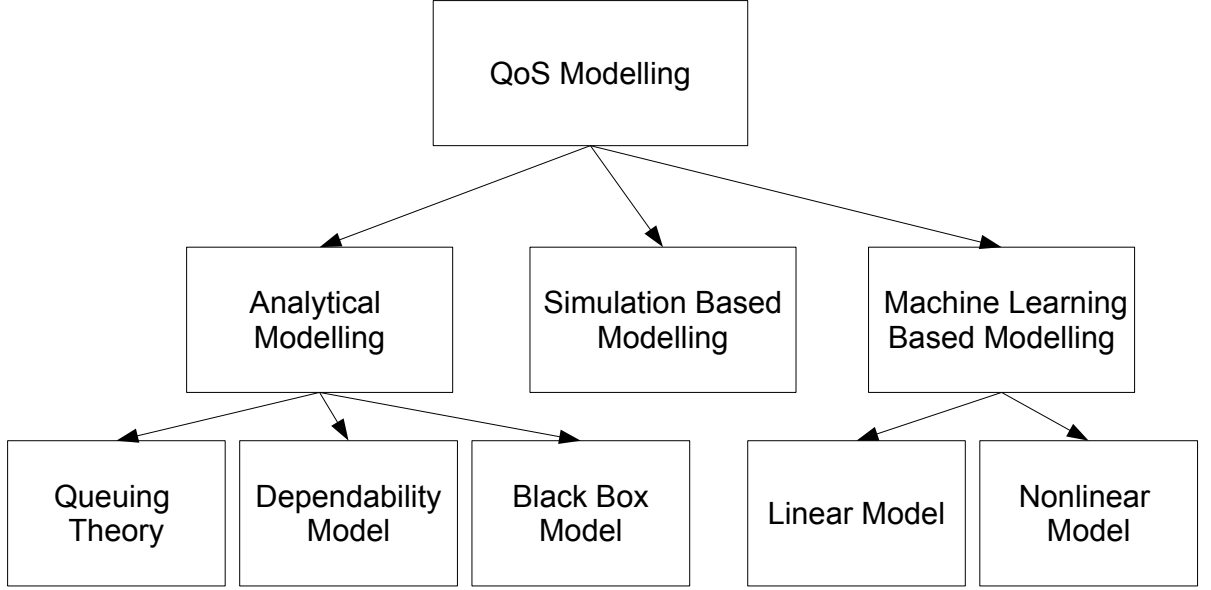 QoS Modelling
Analytical
Modelling
Simulation Based
Modelling
Machine Learning
Based Modelling
Queuing
Theory
Dependability
Model
Black Box
Model
Linear Model
Nonlinear
Model